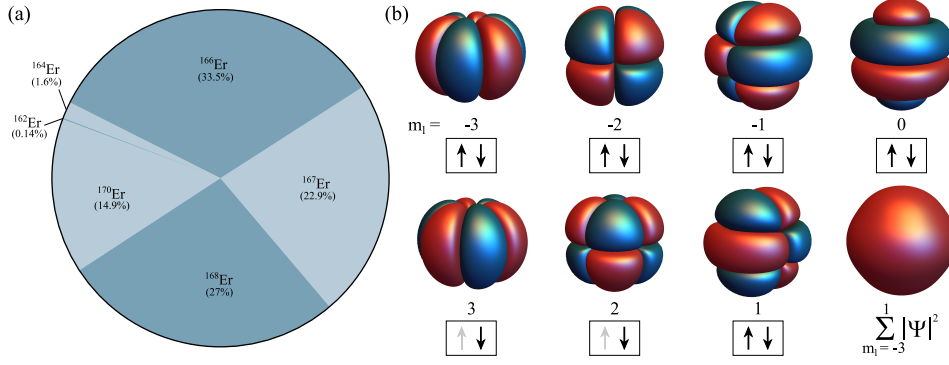 (a)
¹⁶⁶Er
(33.5%)
¹⁶⁴Er
(1.6%)
¹⁶²Er
(0.14%)
¹⁷⁰Er
(14.9%)
¹⁶⁷Er
(22.9%)
¹⁶⁸Er
(27%)
(b)
mₗ = -3 -2 -1 0
↑ ↓ ↑ ↓ ↑ ↓ ↑ ↓
3 2 1
↑ ↓ ↑ ↓ ↑ ↓
1
∑ |Ψ|²
mₗ = -3